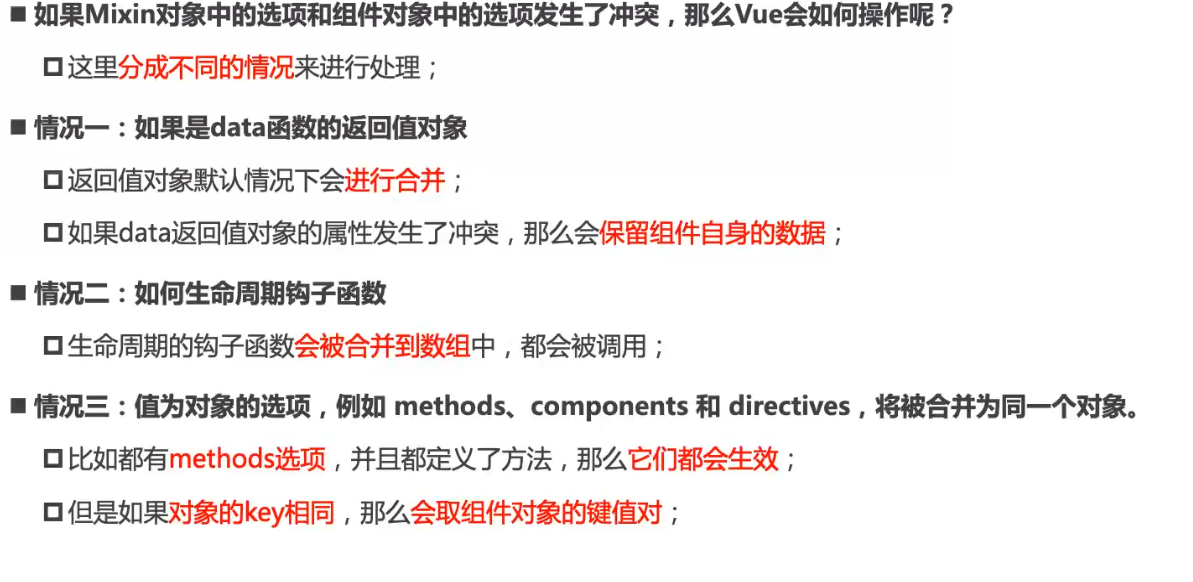 ■ 如果Mixin对象中的选项和组件对象中的选项发生了冲突，那么Vue会如何操作呢？
□ 这里分成不同的情况来进行处理；
■ 情况一：如果是data函数的返回值对象
□ 返回值对象默认情况下会进行合并；
□ 如果data返回值对象的属性发生了冲突，那么会保留组件自身的数据；
■ 情况二：如何生命周期钩子函数
□ 生命周期的钩子函数会被合并到数组中，都会被调用；
■ 情况三：值为对象的选项，例如 methods、components 和 directives，将被合并为同一个对象。
□ 比如都有methods选项，并且都定义了方法，那么它们都会生效；
□ 但是如果对象的key相同，那么会取组件对象的键值对；